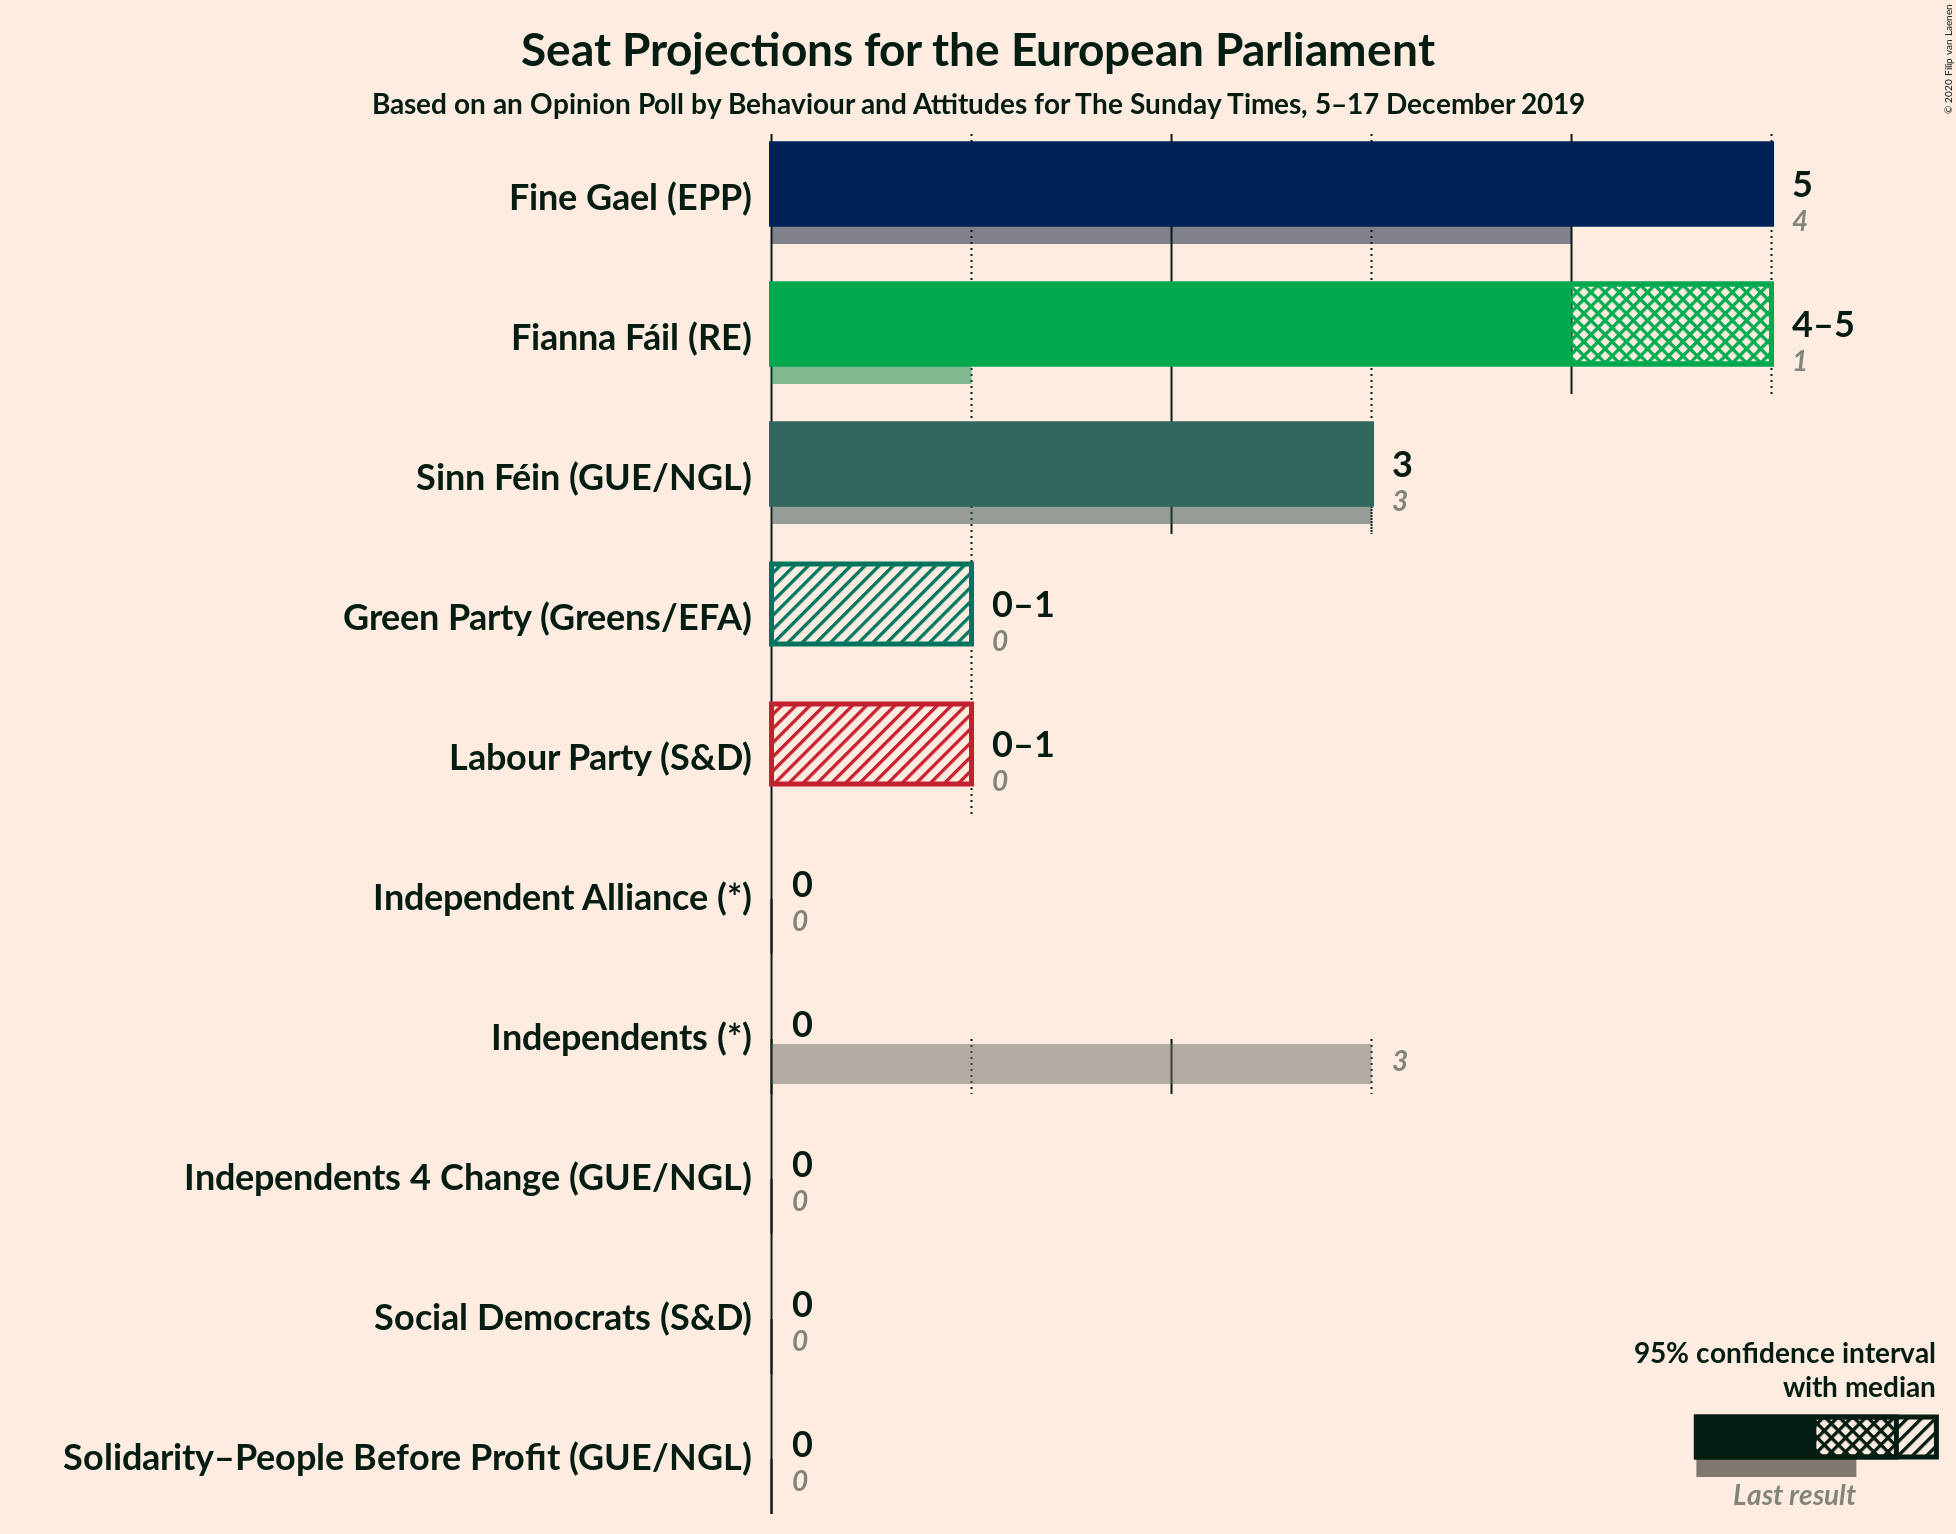 Seat Projections for the European Parliament
Based on an Opinion Poll by Behaviour and Attitudes for The Sunday Times, 5–17 December 2019
© 2020 Filip van Laenen
Fine Gael (EPP)
5
4
Fianna Fáil (RE)
4–5
1
Sinn Féin (GUE/NGL)
3
3
Green Party (Greens/EFA)
0–1
0
Labour Party (S&D)
0–1
0
Independent Alliance (*)
0
0
Independents (*)
0
3
Independents 4 Change (GUE/NGL)
0
0
Social Democrats (S&D)
0
0
Solidarity–People Before Profit (GUE/NGL)
0
0
95% confidence interval
with median
Last result